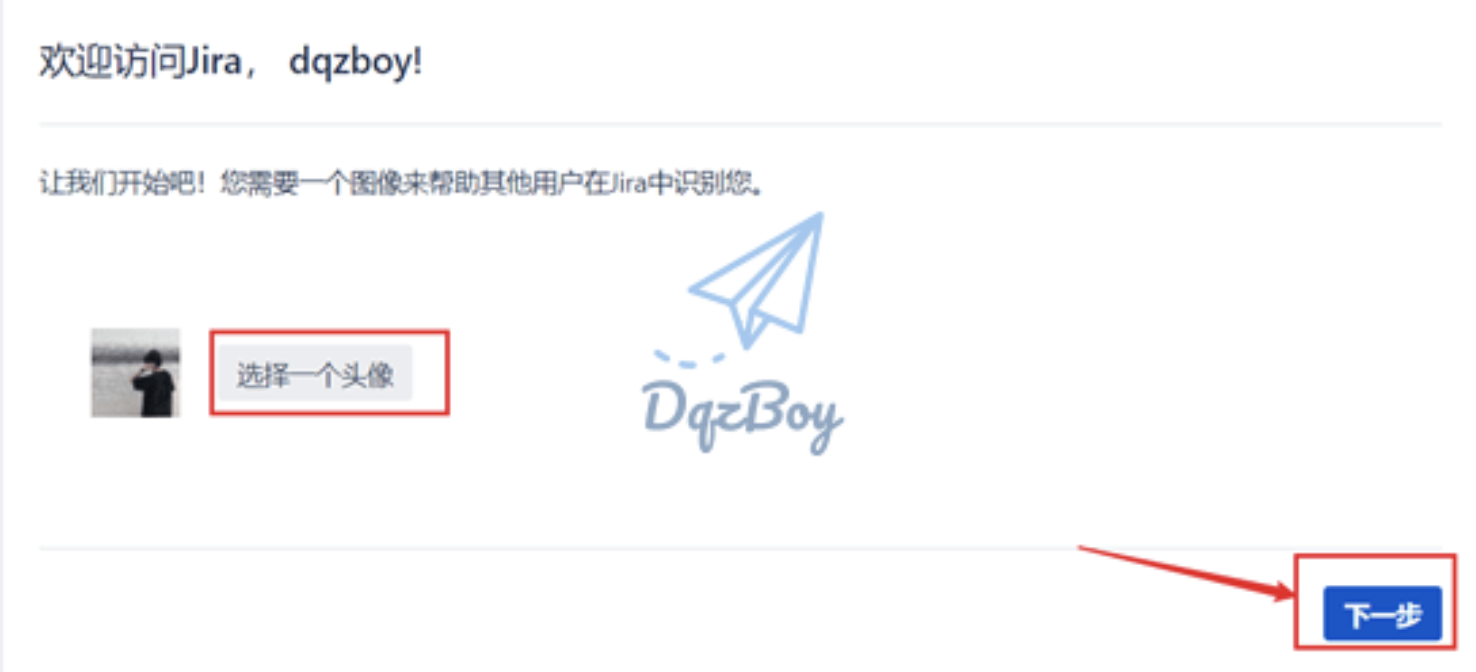 欢迎访问Jira， dqzboy!
让我们开始吧！您需要一个图像来帮助其他用户在Jira中识别您。
选择一个头像
DqzBoy
下一步